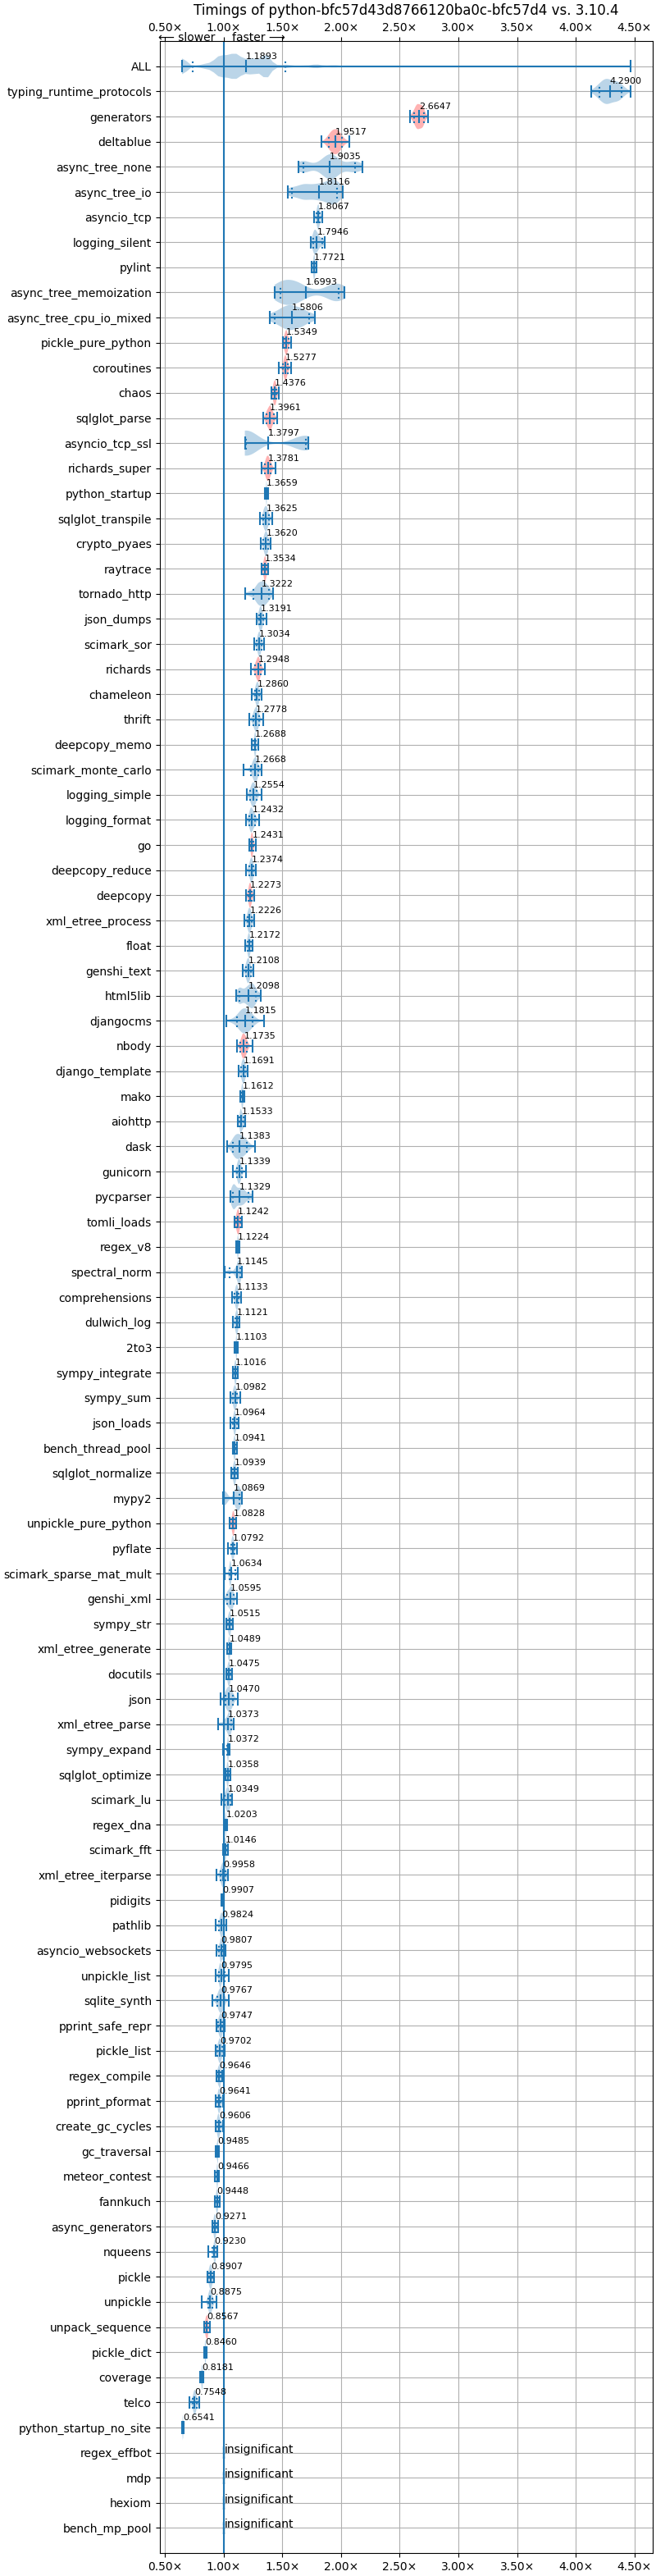 Timings of python-bfc57d43d8766120ba0c-bfc57d4 vs. 3.10.4
0.50× 1.00× 1.50× 2.00× 2.50× 3.00× 3.50× 4.00× 4.50×
⟵ slower faster ⟶
ALL 1.1893
typing_runtime_protocols 4.2900
generators 2.6647
deltablue 1.9517
async_tree_none 1.9035
async_tree_io 1.8116
asyncio_tcp 1.8067
logging_silent 1.7946
pylint 1.7721
async_tree_memoization 1.6993
async_tree_cpu_io_mixed 1.5806
pickle_pure_python 1.5349
coroutines 1.5277
chaos 1.4376
sqlglot_parse 1.3961
asyncio_tcp_ssl 1.3797
richards_super 1.3781
python_startup 1.3659
sqlglot_transpile 1.3625
crypto_pyaes 1.3620
raytrace 1.3534
tornado_http 1.3222
json_dumps 1.3191
scimark_sor 1.3034
richards 1.2948
chameleon 1.2860
thrift 1.2778
deepcopy_memo 1.2688
scimark_monte_carlo 1.2668
logging_simple 1.2554
logging_format 1.2432
go 1.2431
deepcopy_reduce 1.2374
deepcopy 1.2273
xml_etree_process 1.2226
float 1.2172
genshi_text 1.2108
html5lib 1.2098
djangocms 1.1815
nbody 1.1735
django_template 1.1691
mako 1.1612
aiohttp 1.1533
dask 1.1383
gunicorn 1.1339
pycparser 1.1329
tomli_loads 1.1242
regex_v8 1.1224
spectral_norm 1.1145
comprehensions 1.1133
dulwich_log 1.1121
2to3 1.1103
sympy_integrate 1.1016
sympy_sum 1.0982
json_loads 1.0964
bench_thread_pool 1.0941
sqlglot_normalize 1.0939
mypy2 1.0869
unpickle_pure_python 1.0828
pyflate 1.0792
scimark_sparse_mat_mult 1.0634
genshi_xml 1.0595
sympy_str 1.0515
xml_etree_generate 1.0489
docutils 1.0475
json 1.0470
xml_etree_parse 1.0373
sympy_expand 1.0372
sqlglot_optimize 1.0358
scimark_lu 1.0349
regex_dna 1.0203
scimark_fft 1.0146
xml_etree_iterparse 0.9958
pidigits 0.9907
pathlib 0.9824
asyncio_websockets 0.9807
unpickle_list 0.9795
sqlite_synth 0.9767
pprint_safe_repr 0.9747
pickle_list 0.9702
regex_compile 0.9646
pprint_pformat 0.9641
create_gc_cycles 0.9606
gc_traversal 0.9485
meteor_contest 0.9466
fannkuch 0.9448
async_generators 0.9271
nqueens 0.9230
pickle 0.8907
unpickle 0.8875
unpack_sequence 0.8567
pickle_dict 0.8460
coverage 0.8181
telco 0.7548
python_startup_no_site 0.6541
regex_effbot insignificant
mdp insignificant
hexiom insignificant
bench_mp_pool insignificant
0.50× 1.00× 1.50× 2.00× 2.50× 3.00× 3.50× 4.00× 4.50×